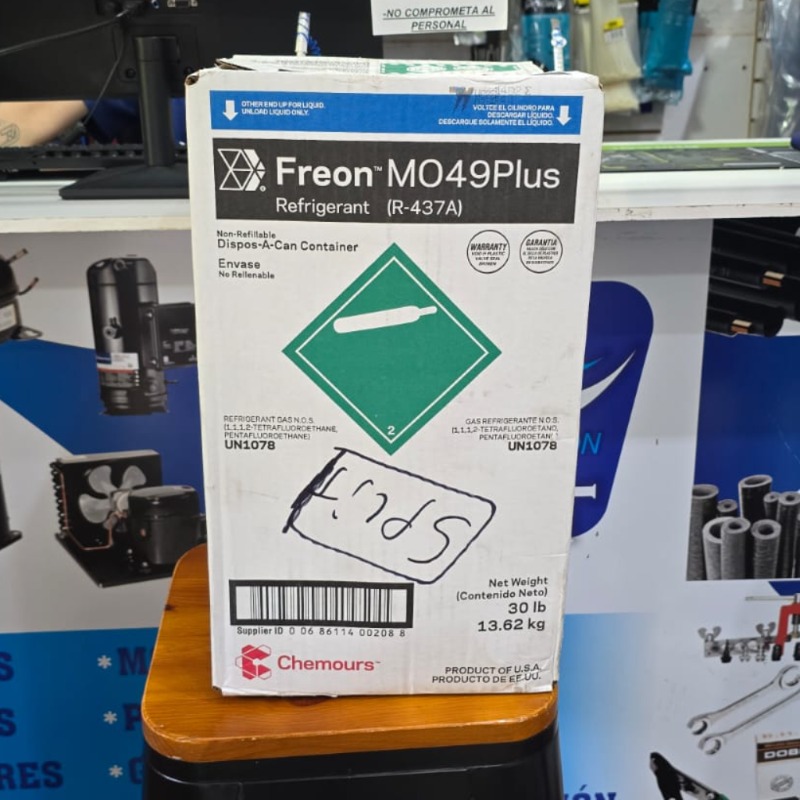 -NO COMPROMETA AL
PERSONAL
OTHER END UP FOR LIQUID.
UNLOAD LIQUID ONLY.
VOLTEE EL CILINDRO PARA
DESCARGAR LÍQUIDO.
DESCARGUE SOLAMENTE EL LÍQUIDO.
Freon™ MO49Plus
Refrigerant (R-437A)
Non-Refillable
Dispos-A-Can Container
Envase
No Rellenable
WARRANTY
GARANTIA
2
REFRIGERANT GAS N.O.S.
(1,1,1,2-TETRAFLUOROETHANE,
PENTAFLUOROETHANE)
UN1078
GAS REFRIGERANTE N.O.S.
(1,1,1,2-TETRAFLUOROETANO,
PENTAFLUOROETANO)
UN1078
SPLIT
Net Weight
(Contenido Neto)
30 lb
13.62 kg
Supplier ID 0 06 86114 00208 8
Chemours™
PRODUCT OF U.S.A.
PRODUCTO DE EE.UU.